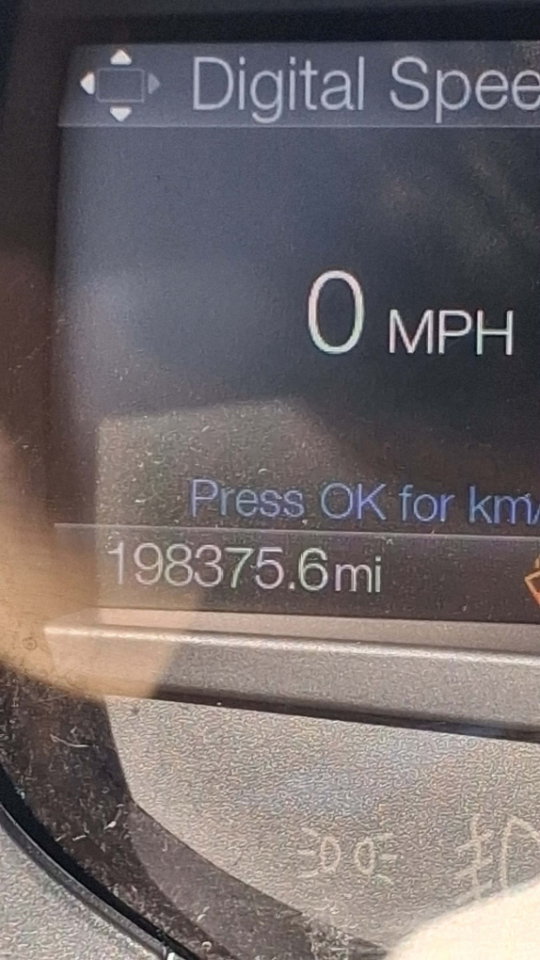 Digital Spee
0 MPH
Press OK for km/
198375.6mi